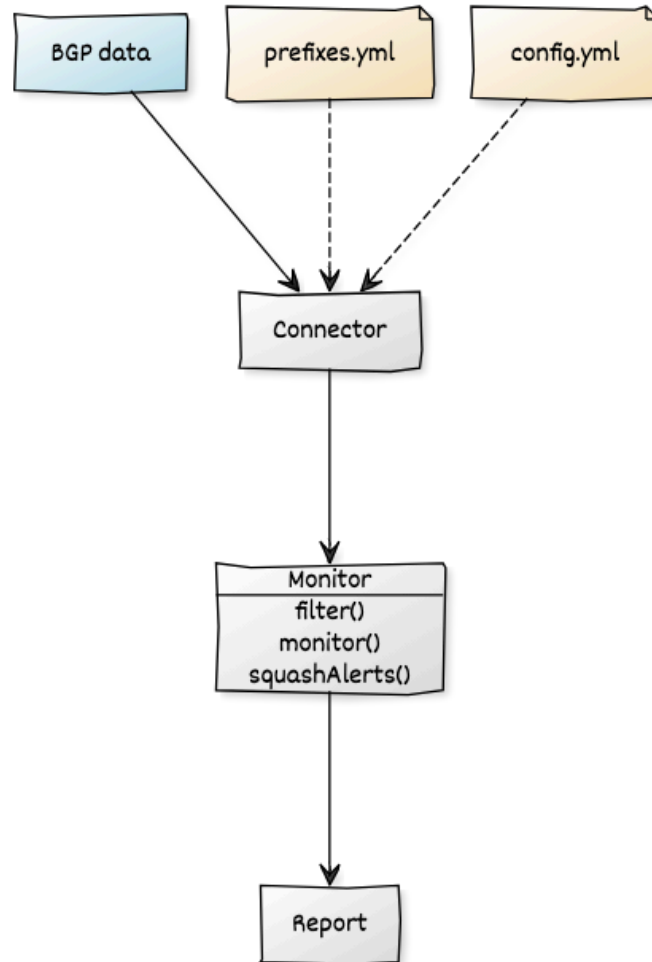 BGP data
prefixes.yml
config.yml
Connector
Monitor
filter()
monitor()
squashAlerts()
Report